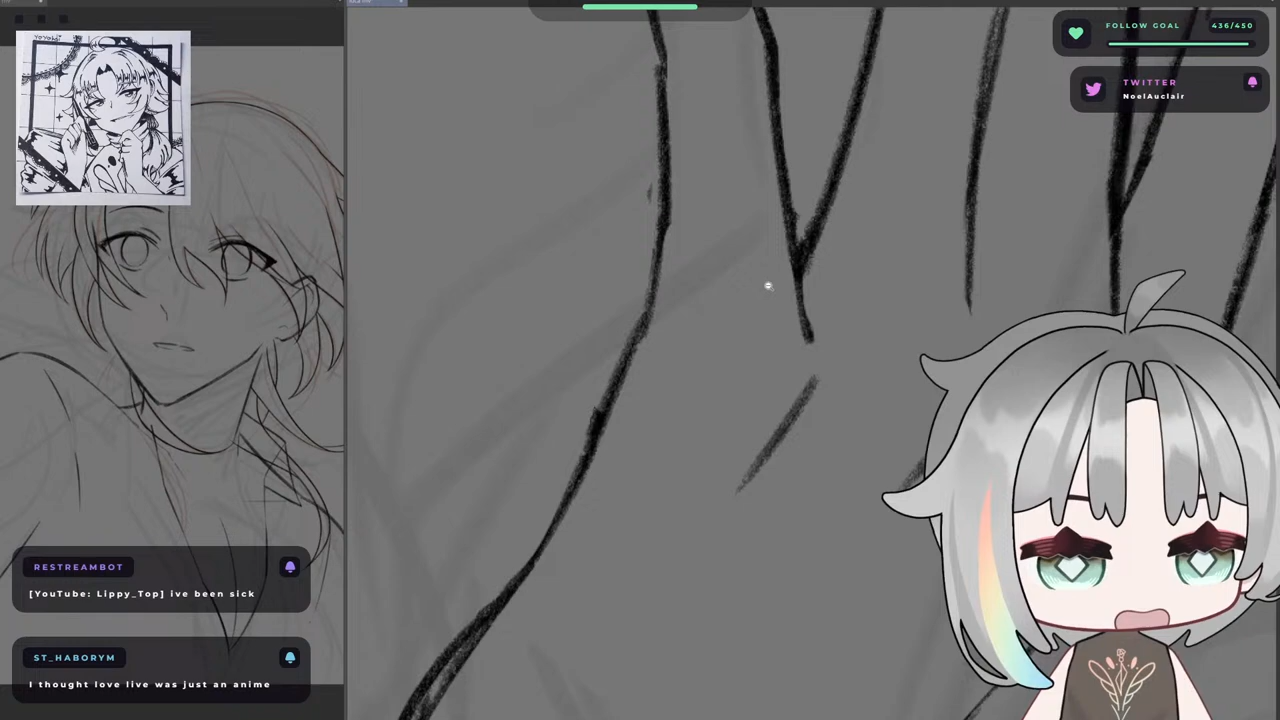 FOLLOW GOAL
436/450
TWITTER
NoelAuclair
RESTREAMBOT
[YouTube: Lippy_Top] ive been sick
ST_HABORYM
I thought love live was just an anime